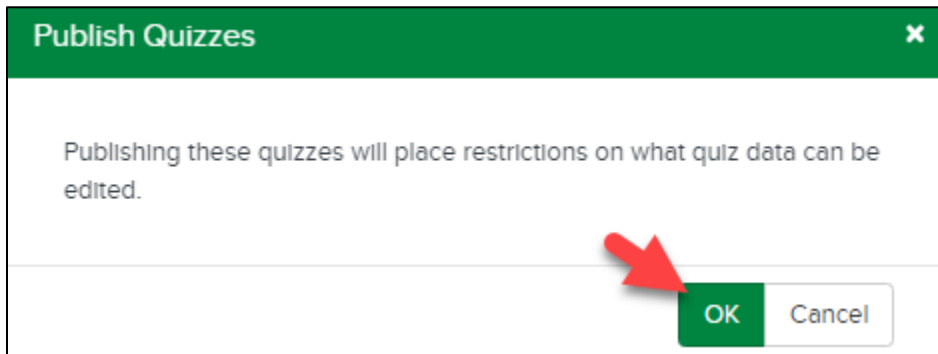 Publish Quizzes
Publishing these quizzes will place restrictions on what quiz data can be
edited.
OK Cancel